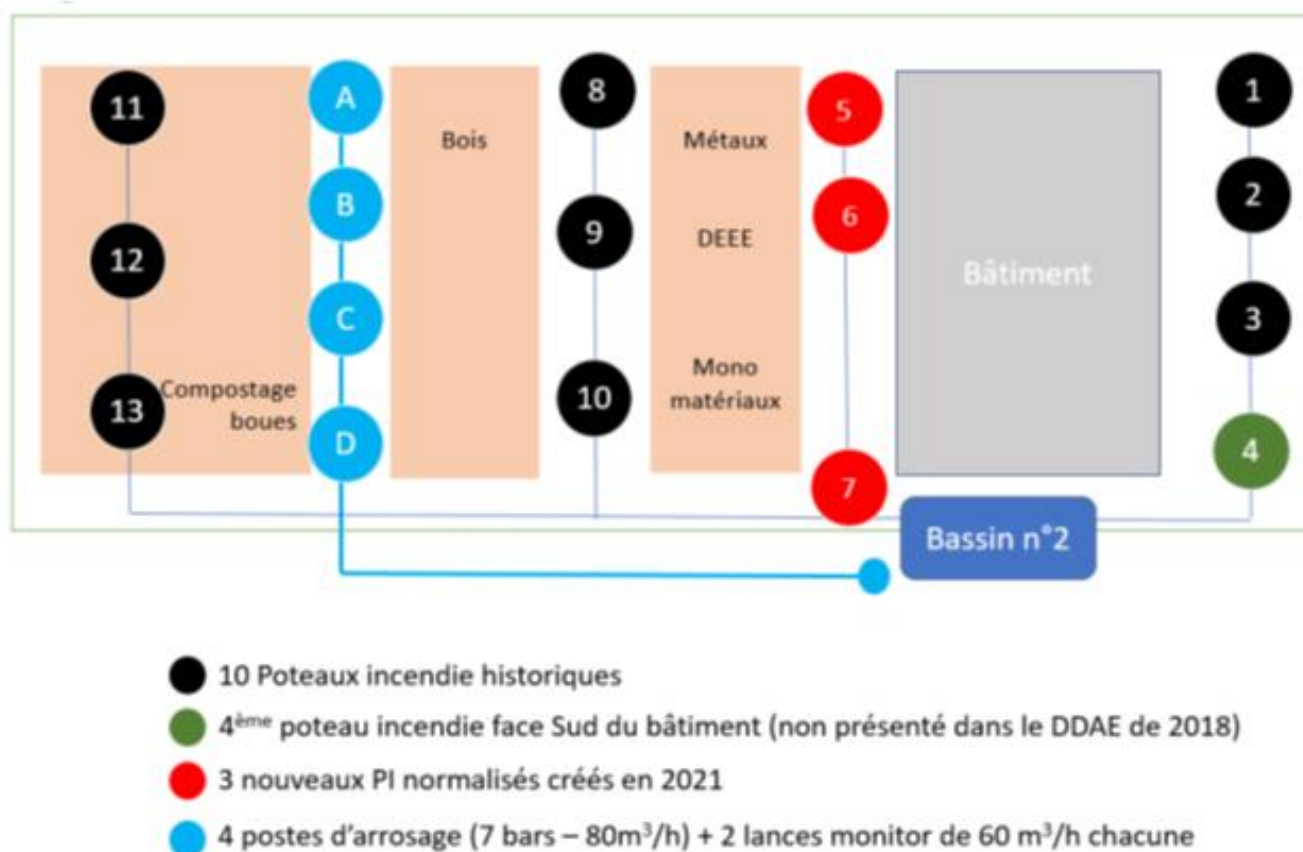 11
A
Bois
8
Métaux
5
1
B
6
2
12
9
DEEE
Bâtiment
C
3
13
Compostage
boues
D
10
Mono
matériaux
7
4
Bassin n°2
10 Poteaux incendie historiques
4ème poteau incendie face Sud du bâtiment (non présenté dans le DDAE de 2018)
3 nouveaux PI normalisés créés en 2021
4 postes d'arrosage (7 bars – 80m³/h) + 2 lances monitor de 60 m³/h chacune